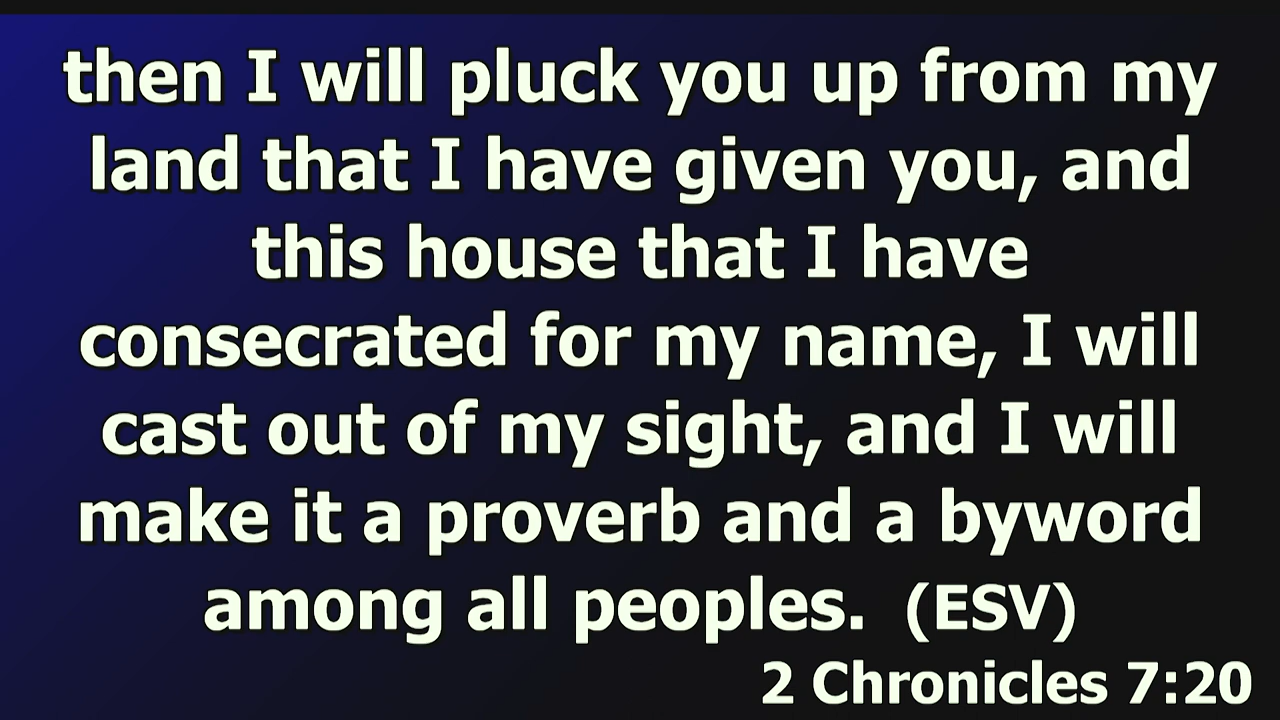 then I will pluck you up from my
land that I have given you, and
this house that I have
consecrated for my name, I will
cast out of my sight, and I will
make it a proverb and a byword
among all peoples. (ESV)
2 Chronicles 7:20